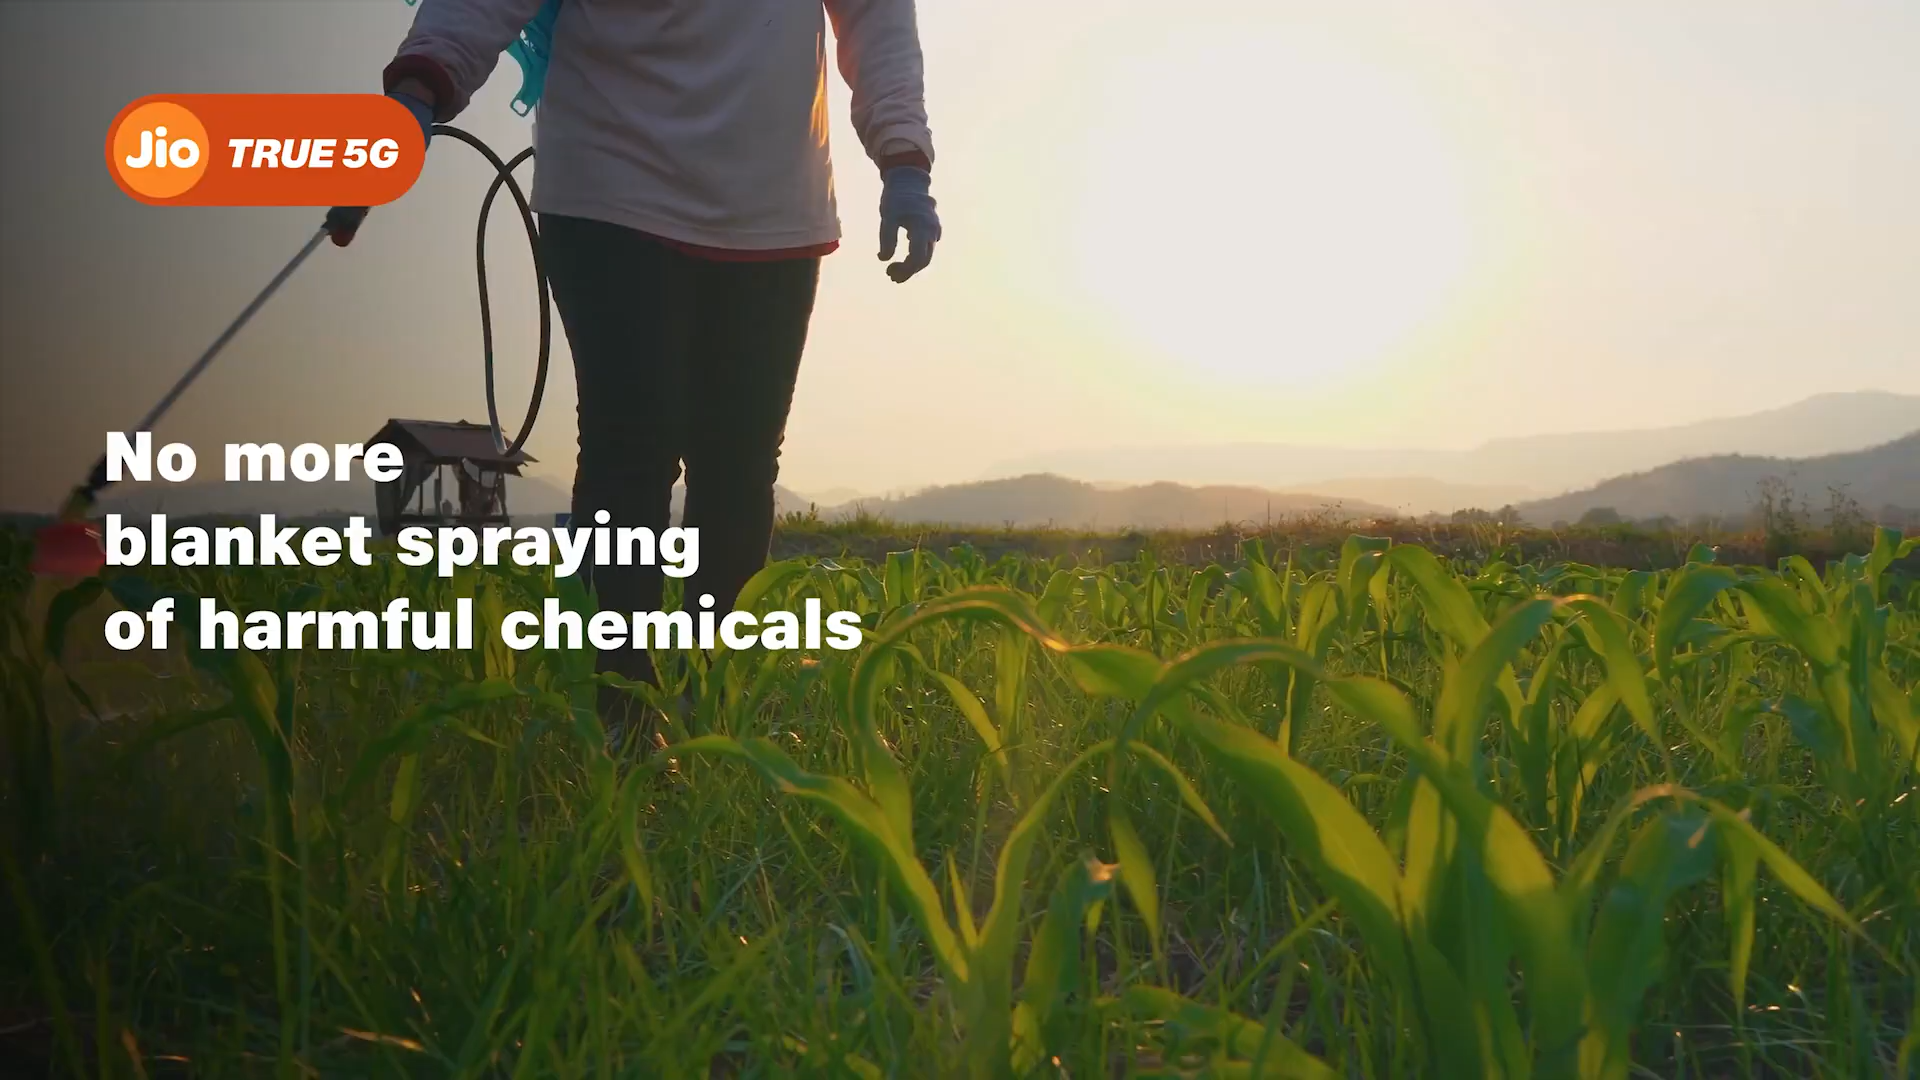 Jio TRUE 5G
No more
blanket spraying
of harmful chemicals